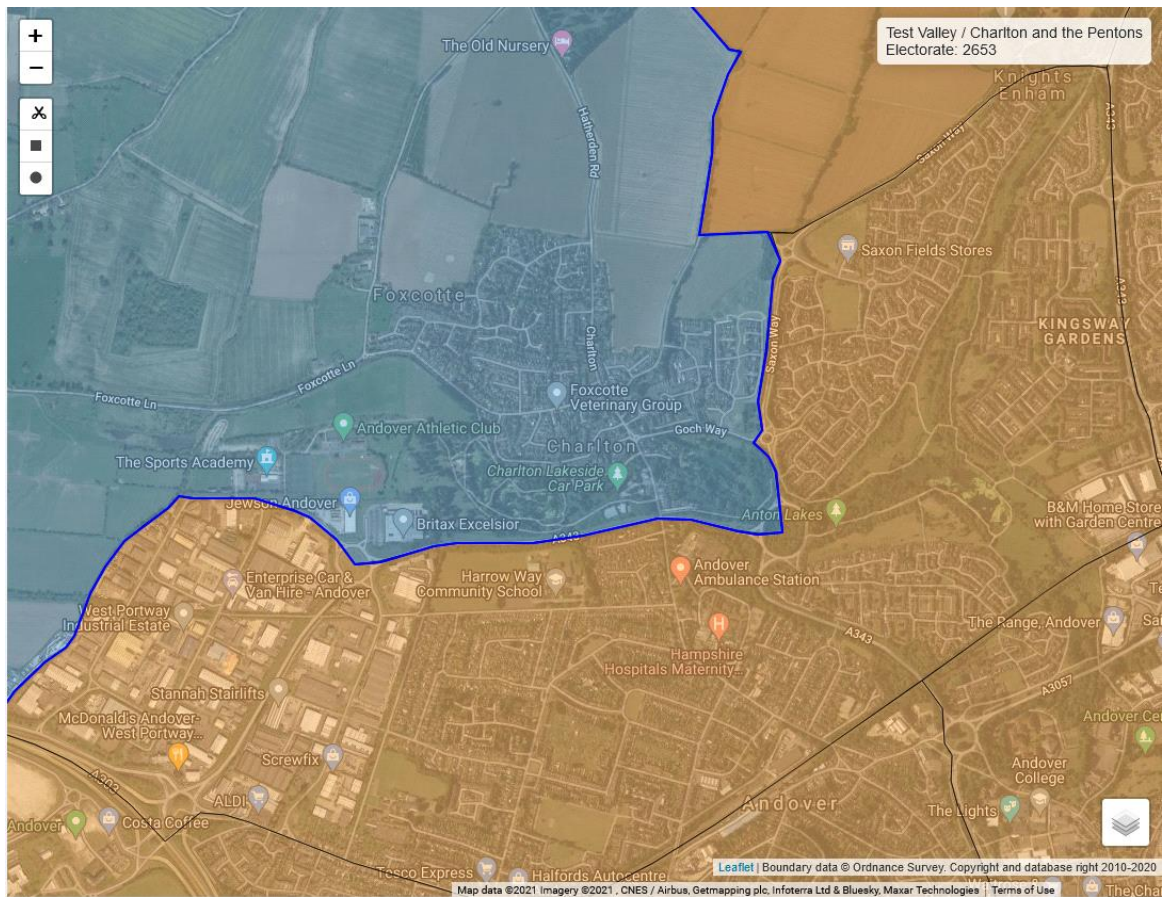 +
−
Test Valley / Charlton and the Pentons
Electorate: 2653
The Old Nursery
Hatherden Rd
Knights
Enham
A343
Saxon Way
Saxon Fields Stores
Foxcotte
Charlton
Saxon Way
A343
KINGSWAY
GARDENS
Foxcotte Ln
Foxcotte Ln
Foxcotte
Veterinary Group
Andover Athletic Club
Goch Way
Charlton
The Sports Academy
Charlton Lakeside
Car Park
Jewson Andover
Britax Excelsior
A343
Anton Lakes
B&M Home Store
with Garden Centre
Enterprise Car &
Van Hire - Andover
Harrow Way
Community School
Andover
Ambulance Station
West Portway
Industrial Estate
The Range, Andover
Hampshire
Hospitals Maternity...
A343
A3057
Stannah Stairlifts
McDonald's Andover-
West Portway...
Andover
Screwfix
A303
Andover
College
ALDI
Andover
The Lights
Andover
Costa Coffee
Tesco Express
Halfords Autocentre
Leaflet | Boundary data © Ordnance Survey. Copyright and database right 2010-2020
Map data ©2021 Imagery ©2021 , CNES / Airbus, Getmapping plc, Infoterra Ltd & Bluesky, Maxar Technologies
Terms of Use
The